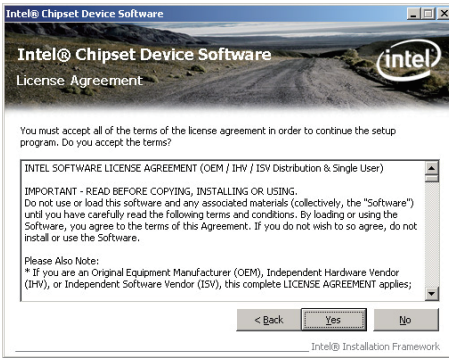 Intel® Chipset Device Software
Intel® Chipset Device Software
License Agreement
intel
You must accept all of the terms of the license agreement in order to continue the setup
program. Do you accept the terms?
INTEL SOFTWARE LICENSE AGREEMENT (OEM / IHV / ISV Distribution & Single User)
IMPORTANT - READ BEFORE COPYING, INSTALLING OR USING.
Do not use or load this software and any associated materials (collectively, the "Software")
until you have carefully read the following terms and conditions. By loading or using the
Software, you agree to the terms of this Agreement. If you do not wish to so agree, do not
install or use the Software.
Please Also Note:
* If you are an Original Equipment Manufacturer (OEM), Independent Hardware Vendor
(IHV), or Independent Software Vendor (ISV), this complete LICENSE AGREEMENT applies;
< Back Yes No
Intel® Installation Framework